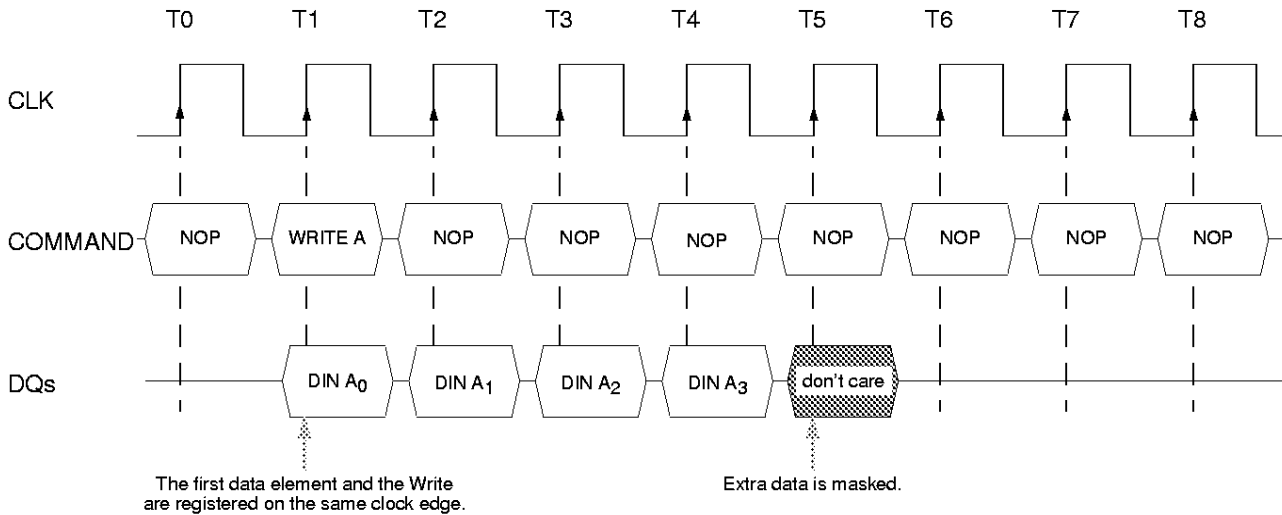 T0 T1 T2 T3 T4 T5 T6 T7 T8
CLK
COMMAND NOP WRITE A NOP NOP NOP NOP NOP NOP NOP
DQs DIN A0 DIN A1 DIN A2 DIN A3 don't care
The first data element and the Write
are registered on the same clock edge.
Extra data is masked.